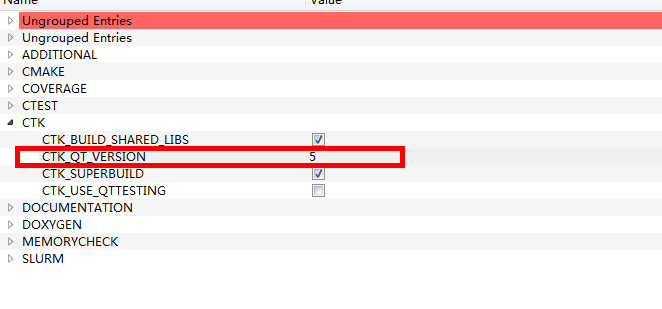 Name Value
Ungrouped Entries
Ungrouped Entries
ADDITIONAL
CMAKE
COVERAGE
CTEST
CTK
CTK_BUILD_SHARED_LIBS
CTK_QT_VERSION 5
CTK_SUPERBUILD
CTK_USE_QTTESTING
DOCUMENTATION
DOXYGEN
MEMORYCHECK
SLURM